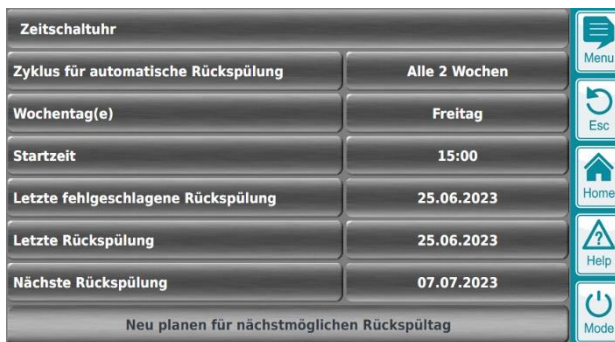 Zeitschaltuhr
Menu
Zyklus für automatische Rückspülung Alle 2 Wochen
Wochentag(e) Freitag
Esc
Startzeit 15:00
Letzte fehlgeschlagene Rückspülung 25.06.2023
Home
Letzte Rückspülung 25.06.2023
?
Help
Nächste Rückspülung 07.07.2023
Neu planen für nächstmöglichen Rückspültag
Mode